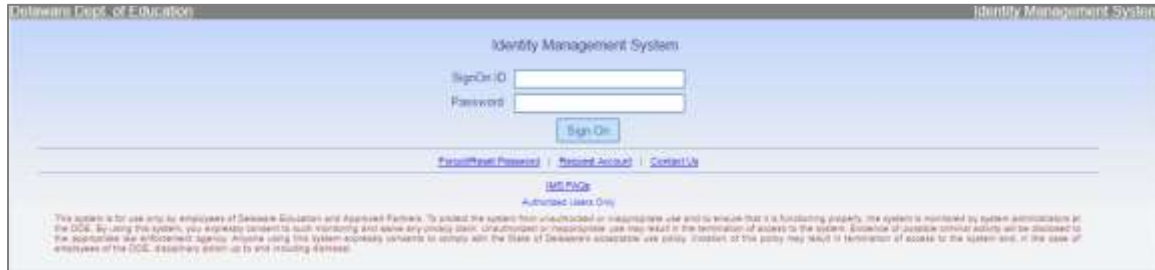 Delaware Dept. of Education
Identity Management System
Identity Management System
SignOn ID
Password
Sign On
Forgot/Reset Password | Request Account | Contact Us
IMS FAQs
Authorized Users Only
This system is for use only by employees of Delaware Education and Approved Partners. To protect the system from unauthorized or inappropriate use and to ensure that it is functioning properly, the system is monitored by system administrators at
the DOE. By using this system, you expressly consent to such monitoring and waive any privacy claim. Unauthorized or inappropriate use may result in the termination of access to the system. Evidence of possible criminal activity will be disclosed to
the appropriate law enforcement agency. Anyone using this system expressly consents to comply with the State of Delaware's acceptable use policy. Violation of this policy may result in termination of access to the system and, in the case of
employees of the DOE, disciplinary action up to and including dismissal.